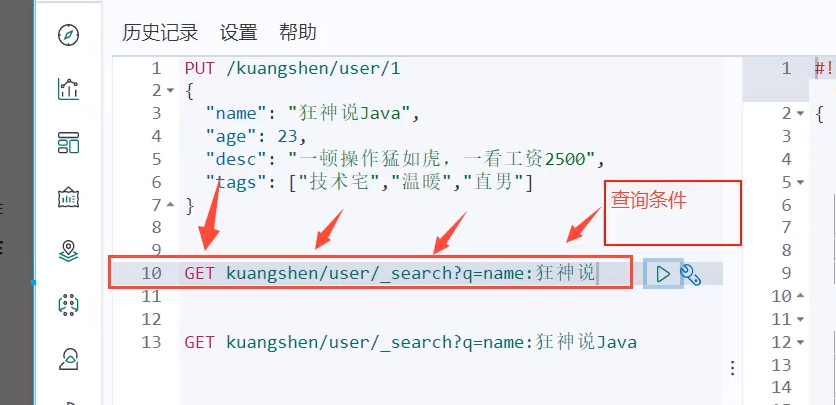 历史记录 设置 帮助
1 PUT /kuangshen/user/1
2 {
3 "name": "狂神说Java",
4 "age": 23,
5 "desc": "一顿操作猛如虎，一看工资2500",
6 "tags": ["技术宅","温暖","直男"]
7 }
8
查询条件
9
10 GET kuangshen/user/_search?q=name:狂神说
11
12
13 GET kuangshen/user/_search?q=name:狂神说Java
1 #!
2 {
3
4
5
6
7
8
9
10
11
12
13
14